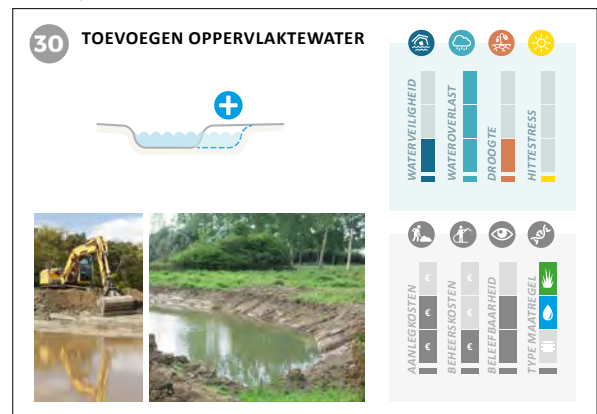 30 TOEVOEGEN OPPERVLAKTEWATER
WATERVEILIGHEID
WATEROVERLAST
DROOGTE
HITTESTRESS
AANLEGKOSTEN
€
€
€
BEHEERSKOSTEN
€
€
€
BELEEFBAARHEID
TYPE MAATREGEL